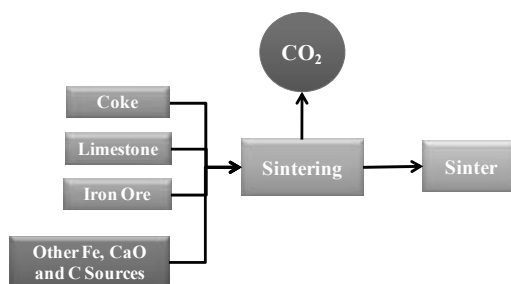 CO₂
Coke
Limestone
Iron Ore
Other Fe, CaO
and C Sources
Sintering
Sinter